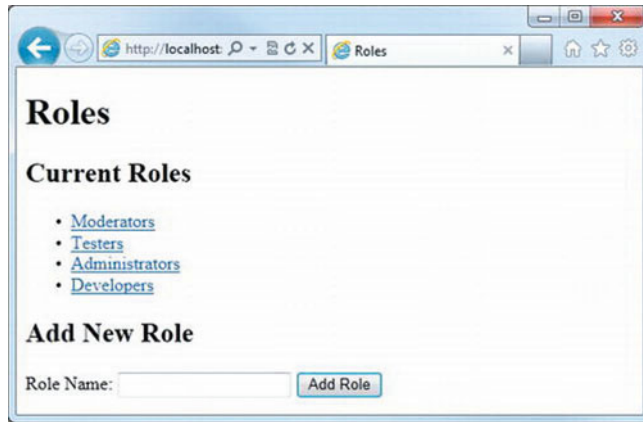 http://localhost:
Roles
Roles
Current Roles
• Moderators
• Testers
• Administrators
• Developers
Add New Role
Role Name:
Add Role